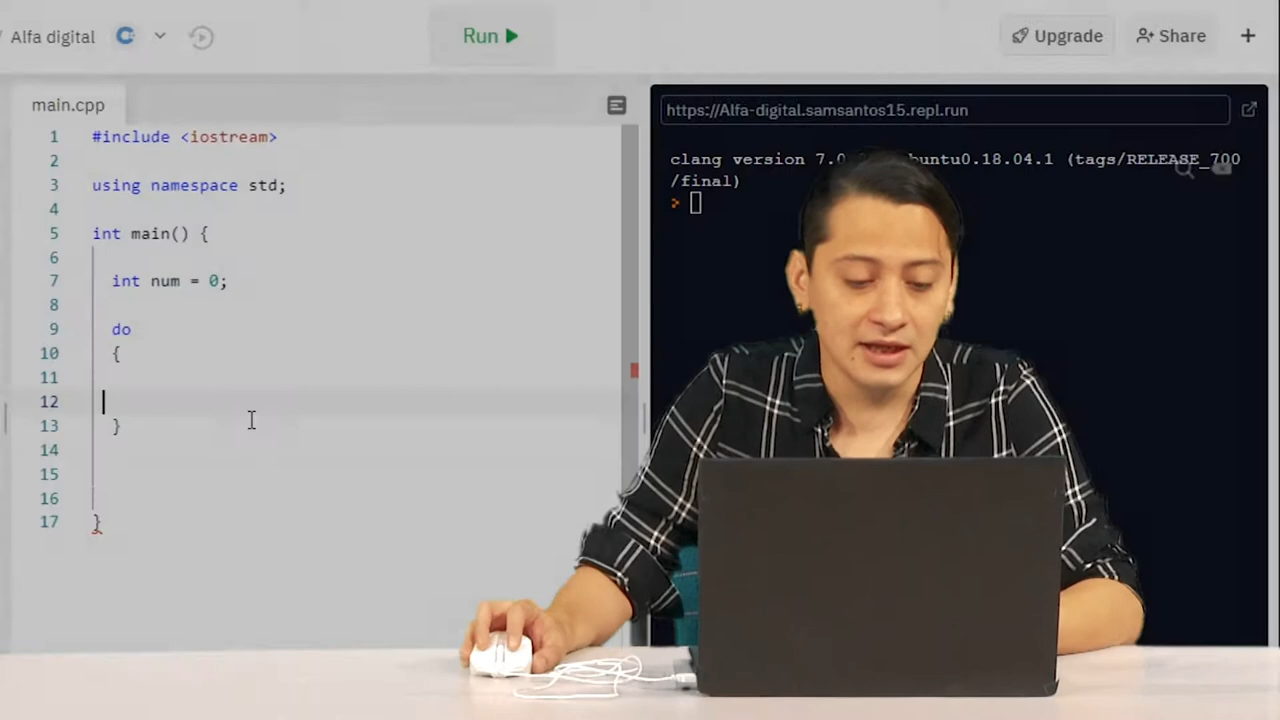 / Alfa digital
Run
Upgrade
Share
main.cpp
1 #include <iostream>
2
3 using namespace std;
4
5 int main() {
6
7 int num = 0;
8
9 do
10 {
11
12
13 }
14
15
16
17 }
https://Alfa-digital.samsantos15.repl.run
clang version 7.0. ubuntu0.18.04.1 (tags/RELEASE_700
/final)
>